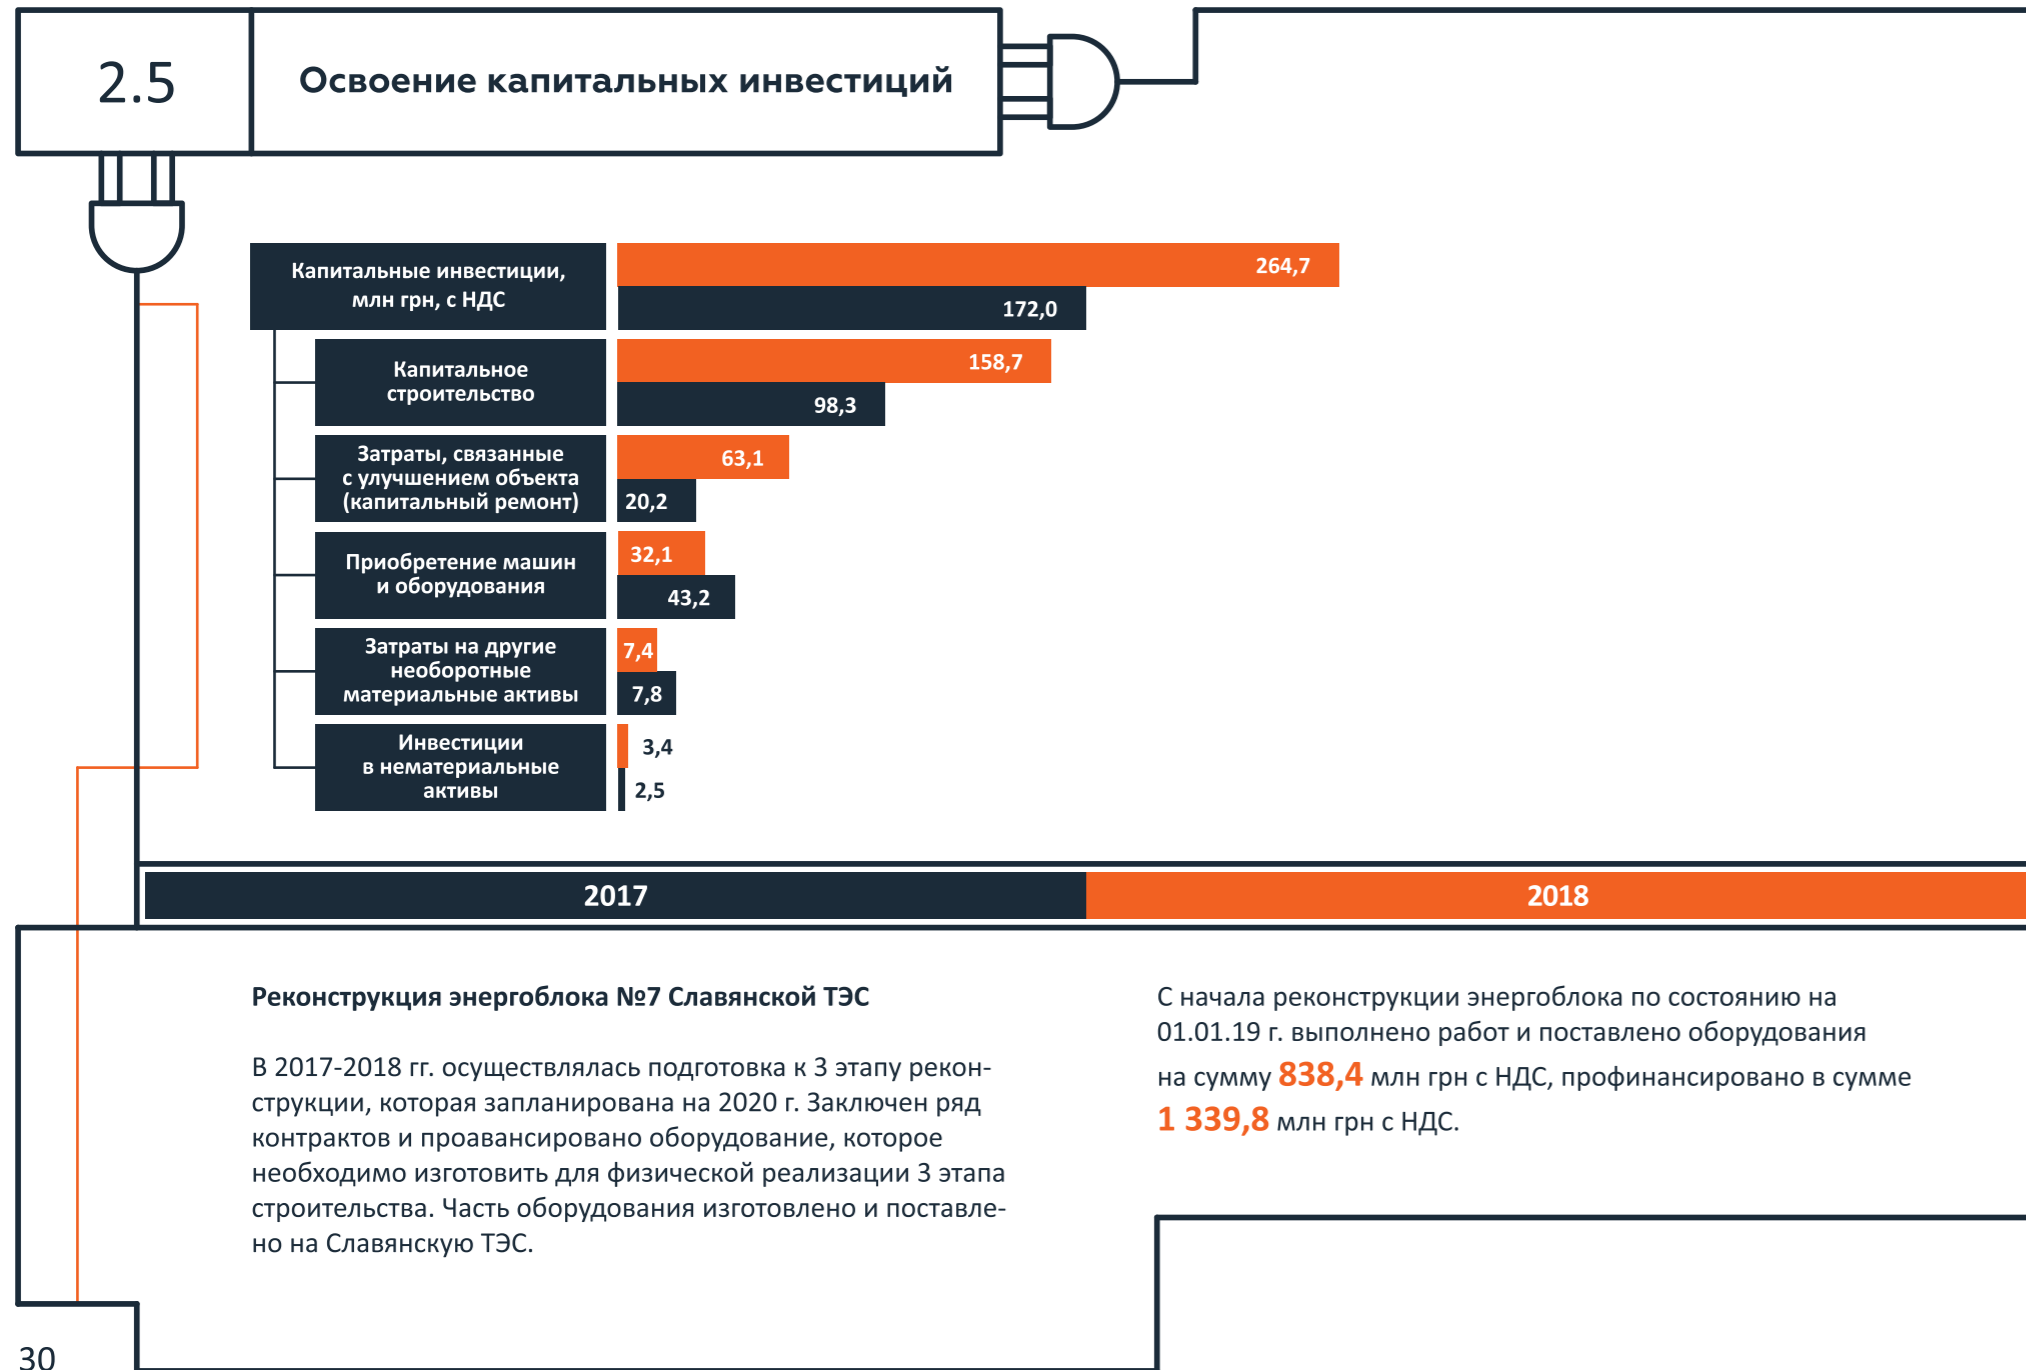 2.5
Освоение капитальных инвестиций
Капитальные инвестиции,
млн грн, с НДС
264,7
172,0
Капитальное
строительство
158,7
98,3
Затраты, связанные
с улучшением объекта
(капитальный ремонт)
63,1
20,2
Приобретение машин
и оборудования
32,1
43,2
Затраты на другие
необоротные
материальные активы
7,4
7,8
Инвестиции
в нематериальные
активы
3,4
2,5
2017
2018
Реконструкция энергоблока №7 Славянской ТЭС
В 2017-2018 гг. осуществлялась подготовка к 3 этапу рекон-
струкции, которая запланирована на 2020 г. Заключен ряд
контрактов и проавансировано оборудование, которое
необходимо изготовить для физической реализации 3 этапа
строительства. Часть оборудования изготовлено и поставле-
но на Славянскую ТЭС.
С начала реконструкции энергоблока по состоянию на
01.01.19 г. выполнено работ и поставлено оборудования
на сумму 838,4 млн грн с НДС, профинансировано в сумме
1 339,8 млн грн с НДС.
30